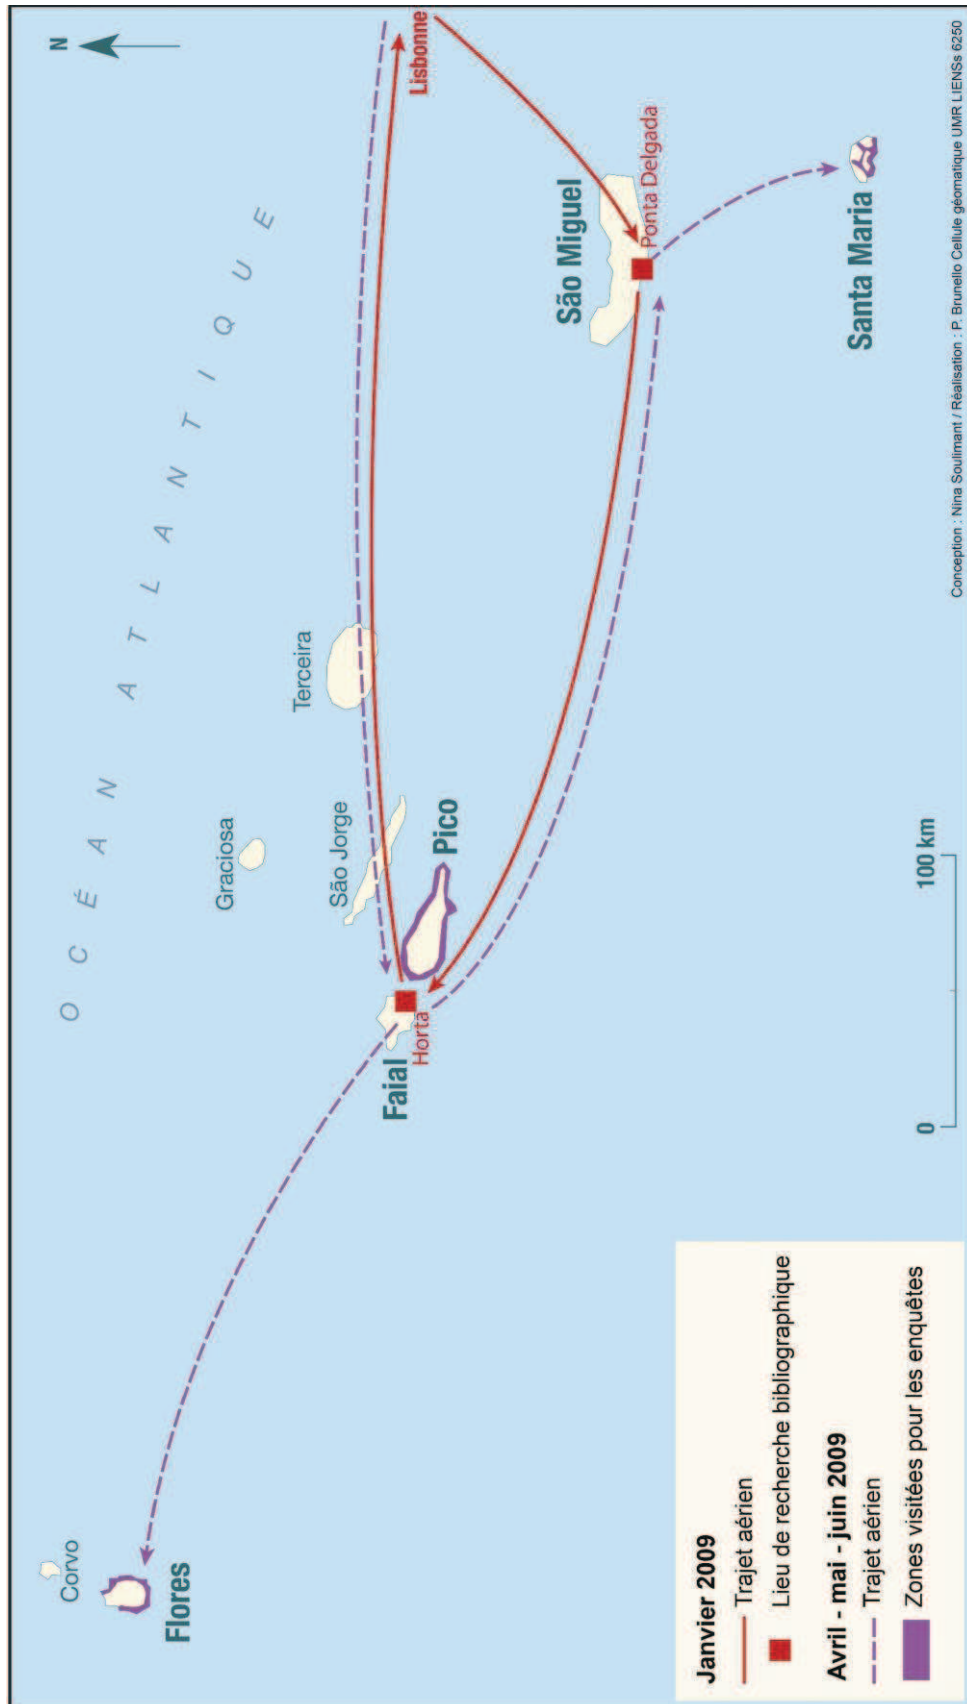 N
OCÉAN ATLANTIQUE
Corvo
Flores
Graciosa
São Jorge
Terceira
Faial
Horta
Pico
Lisbonne
São Miguel
Ponta Delgada
Santa Maria
Janvier 2009
Trajet aérien
Lieu de recherche bibliographique
Avril - mai - juin 2009
Trajet aérien
Zones visitées pour les enquêtes
0 100 km
Conception : Nina Soulimant / Réalisation : P. Brunello Cellule géomatique UMR LIENSs 6250